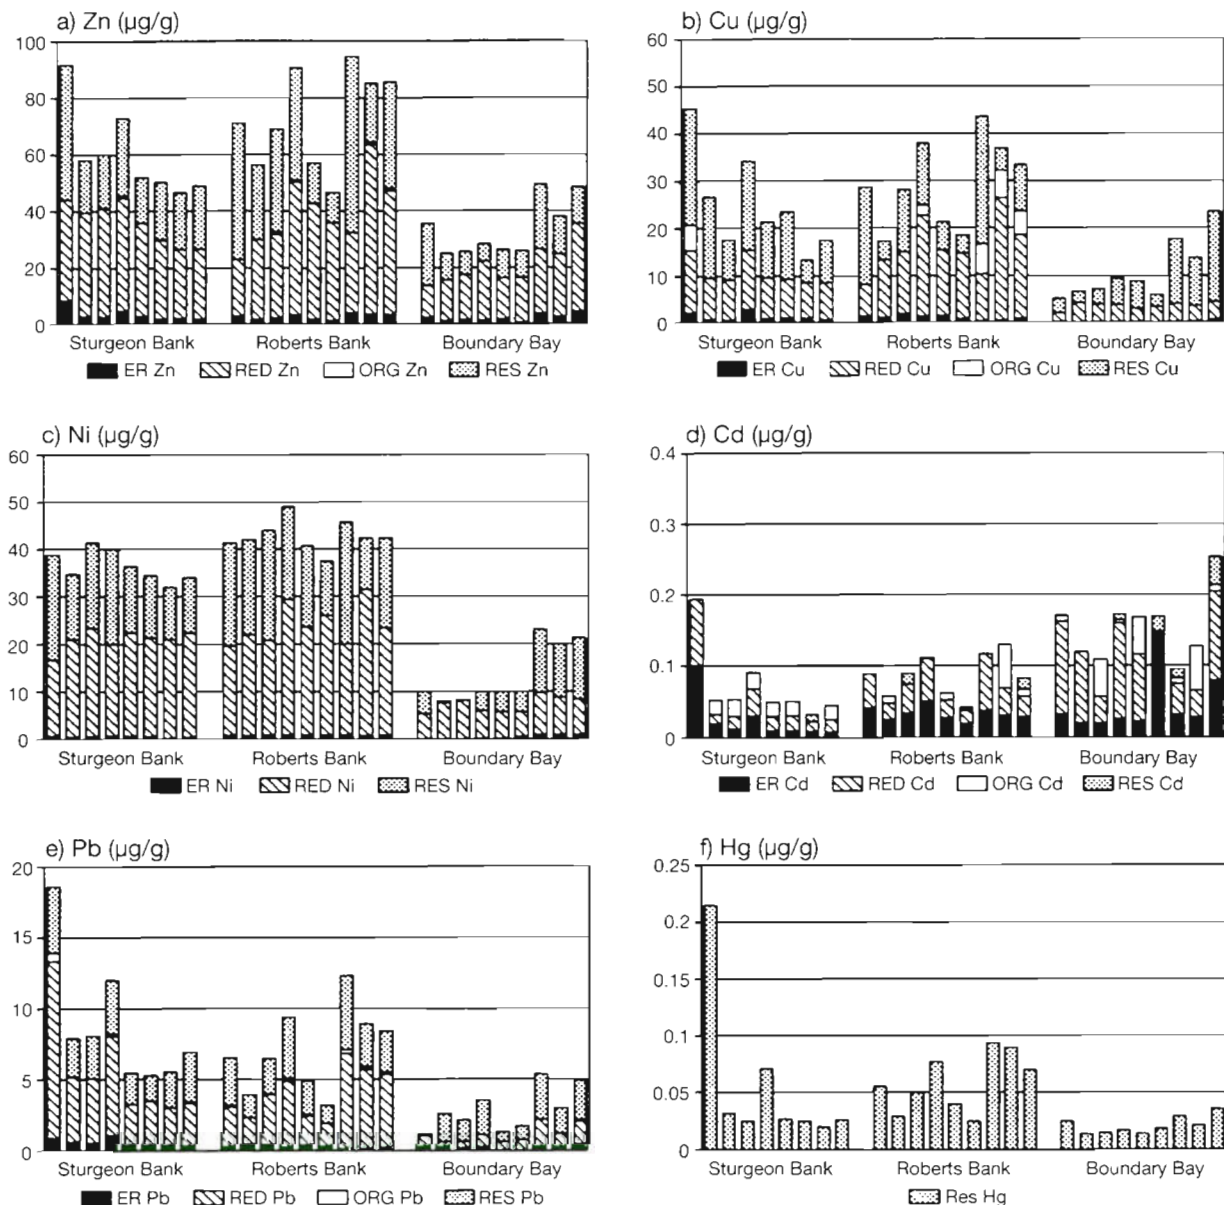 a) Zn (µg/g)
100
80
60
40
20
0
Sturgeon Bank Roberts Bank Boundary Bay
ER Zn RED Zn ORG Zn RES Zn
b) Cu (µg/g)
60
50
40
30
20
10
0
Sturgeon Bank Roberts Bank Boundary Bay
ER Cu RED Cu ORG Cu RES Cu
c) Ni (µg/g)
60
50
40
30
20
10
0
Sturgeon Bank Roberts Bank Boundary Bay
ER Ni RED Ni RES Ni
d) Cd (µg/g)
0.4
0.3
0.2
0.1
0
Sturgeon Bank Roberts Bank Boundary Bay
ER Cd RED Cd ORG Cd RES Cd
e) Pb (µg/g)
20
15
10
5
0
Sturgeon Bank Roberts Bank Boundary Bay
ER Pb RED Pb ORG Pb RES Pb
f) Hg (µg/g)
0.25
0.2
0.15
0.1
0.05
0
Sturgeon Bank Roberts Bank Boundary Bay
Res Hg